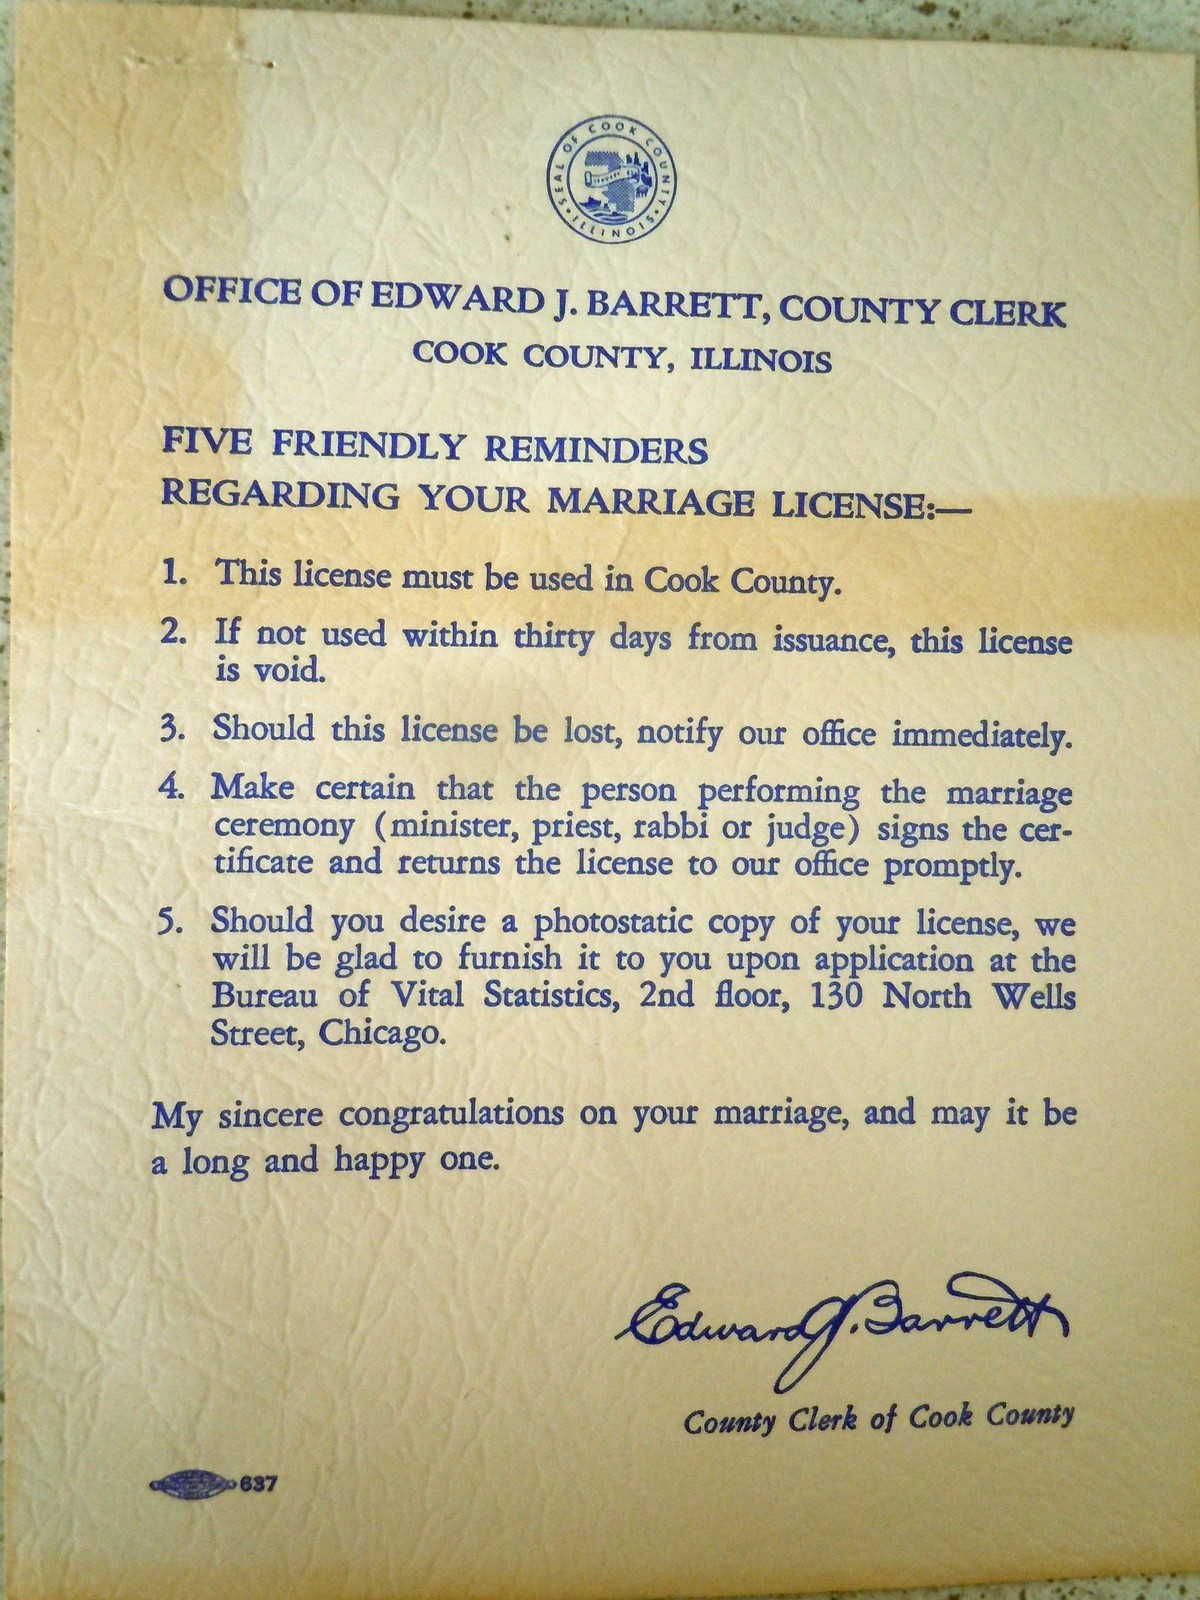 SEAL OF COOK COUNTY
ILLINOIS
OFFICE OF EDWARD J. BARRETT, COUNTY CLERK
COOK COUNTY, ILLINOIS
FIVE FRIENDLY REMINDERS
REGARDING YOUR MARRIAGE LICENSE:—
1. This license must be used in Cook County.
2. If not used within thirty days from issuance, this license
is void.
3. Should this license be lost, notify our office immediately.
4. Make certain that the person performing the marriage
ceremony (minister, priest, rabbi or judge) signs the cer-
tificate and returns the license to our office promptly.
5. Should you desire a photostatic copy of your license, we
will be glad to furnish it to you upon application at the
Bureau of Vital Statistics, 2nd floor, 130 North Wells
Street, Chicago.
My sincere congratulations on your marriage, and may it be
a long and happy one.
Edward J. Barrett
County Clerk of Cook County
637